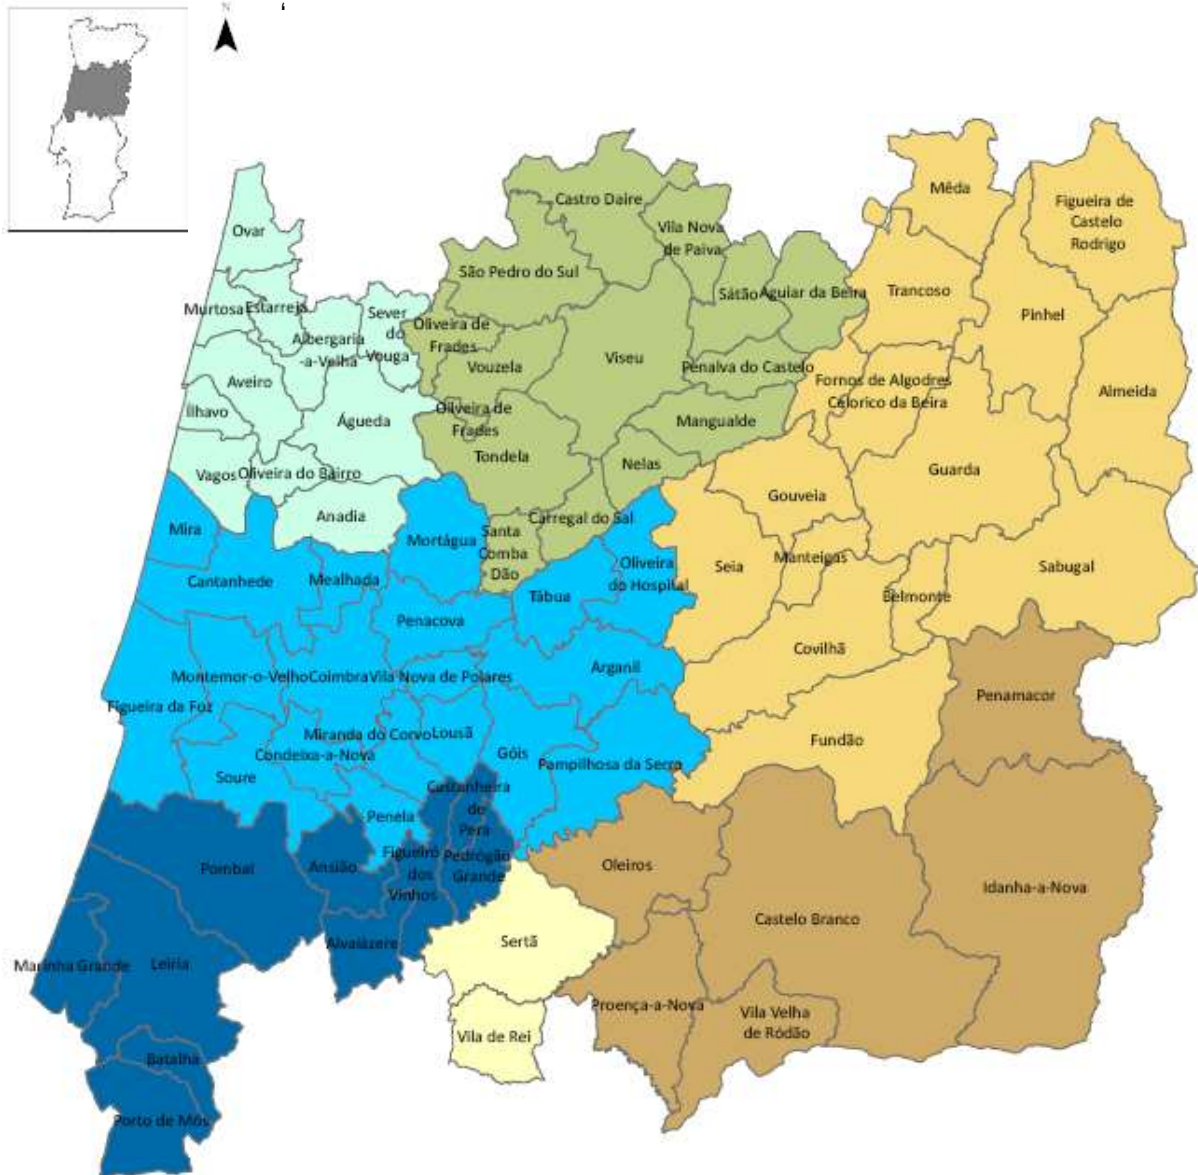 N
Mêda
Figueira de
Castelo
Rodrigo
Castro Daire
Ovar
Vila Nova
de Paiva
São Pedro do Sul
Sátão
Aguiar da Beira
Trancoso
Murtosa
Estarreja
Sever
do
Vouga
Pinhel
Albergaria
-a-Velha
Oliveira de
Frades
Viseu
Vouzela
Penalva do Castelo
Aveiro
Fornos de Algodres
Almeida
Celorico da Beira
Ílhavo
Águeda
Oliveira de
Frades
Mangualde
Tondela
Nelas
Guarda
Vagos
Oliveira do Bairro
Gouveia
Anadia
Carregal do Sal
Mira
Mortágua
Santa
Comba
Dão
Oliveira
do Hospital
Manteigas
Seia
Sabugal
Cantanhede
Mealhada
Tábua
Belmonte
Penacova
Covilhã
Arganil
Montemor-o-Velho
Coimbra
Vila Nova de Poiares
Penamacor
Figueira da Foz
Miranda do Corvo
Lousã
Condeixa-a-Nova
Góis
Fundão
Pampilhosa da Serra
Soure
Castanheira
de
Pera
Penela
Pombal
Ansião
Figueiró
dos
Vinhos
Pedrógão
Grande
Oleiros
Idanha-a-Nova
Castelo Branco
Alvaiázere
Sertã
Marinha Grande
Leiria
Proença-a-Nova
Vila Velha
de Ródão
Vila de Rei
Batalha
Porto de Mós